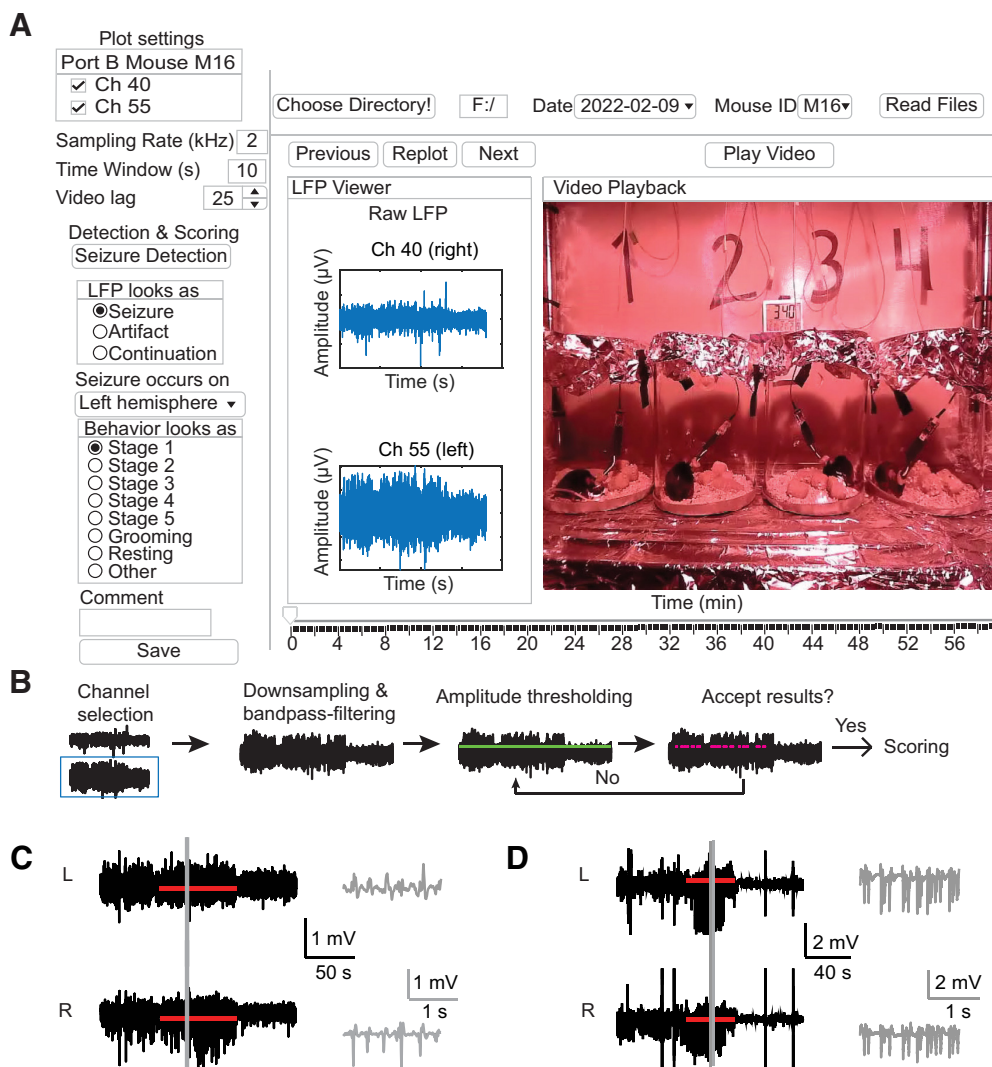 A
Plot settings
Port B Mouse M16
Ch 40
Ch 55
Sampling Rate (kHz) 2
Time Window (s) 10
Video lag 25
Detection & Scoring
Seizure Detection
LFP looks as
Seizure
Artifact
Continuation
Seizure occurs on
Left hemisphere
Behavior looks as
Stage 1
Stage 2
Stage 3
Stage 4
Stage 5
Grooming
Resting
Other
Comment
Save
Choose Directory! F:/ Date 2022-02-09 Mouse ID M16 Read Files
Previous Replot Next Play Video
LFP Viewer
Raw LFP
Ch 40 (right)
Amplitude (µV)
Time (s)
Ch 55 (left)
Amplitude (µV)
Time (s)
Video Playback
1 2 3 4
3:40
Time (min)
0 4 8 12 16 20 24 28 32 36 40 44 48 52 56
B
Channel
selection
Downsampling &
bandpass-filtering
Amplitude thresholding
Accept results?
No
Yes
Scoring
C
L
1 mV
50 s
R
1 mV
1 s
D
L
2 mV
40 s
R
2 mV
1 s